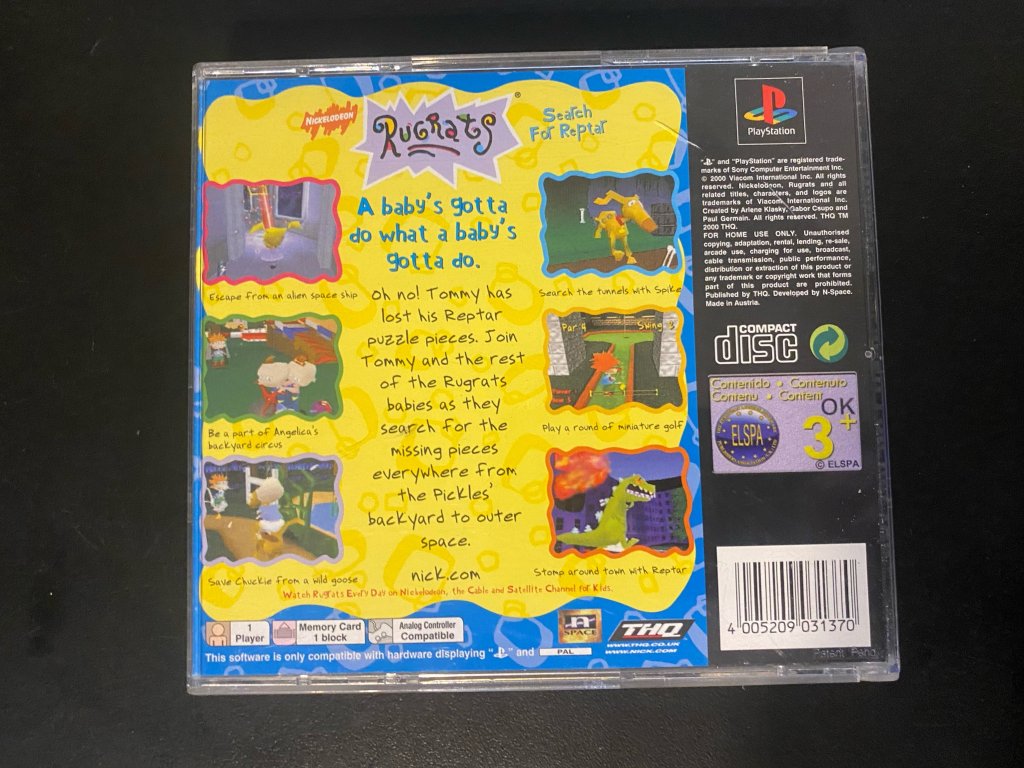 NICKELODEON
RUGRATS®
Search
For Reptar
A baby's gotta
do what a baby's
gotta do.
Escape from an alien space ship
Be a part of Angelica's
backyard circus
Save Chuckie from a wild goose
Oh no! Tommy has
lost his Reptar
puzzle pieces. Join
Tommy and the rest
of the Rugrats
babies as they
search for the
missing pieces
everywhere from
the Pickles'
backyard to outer
space.
nick.com
Search the tunnels with Spike
Par 4 Swing 3
Play a round of miniature golf
Stomp around town with Reptar
Watch Rugrats Every Day on Nickelodeon, the Cable and Satellite Channel for Kids.
1
Player
Memory Card
1 block
Analog Controller
Compatible
n
SPACE
THQ
WWW.THQ.CO.UK
WWW.NICK.COM
This software is only compatible with hardware displaying " " and PAL
PlayStation
" " and "PlayStation" are registered trade-
marks of Sony Computer Entertainment Inc.
© 2000 Viacom International Inc. All rights
reserved. Nickelodeon, Rugrats and all
related titles, characters, and logos are
trademarks of Viacom International Inc.
Created by Arlene Klasky, Gabor Csupo and
Paul Germain. All rights reserved. THQ TM
2000 THQ.
FOR HOME USE ONLY. Unauthorised
copying, adaptation, rental, lending, re-sale,
arcade use, charging for use, broadcast,
cable transmission, public performance,
distribution or extraction of this product or
any trademark or copyright work that forms
part of this product are prohibited.
Published by THQ. Developed by N-Space.
Made in Austria.
COMPACT
disc
Contenido • Contenuto
Contenu • Content
ELSPA
OK
3+
© ELSPA
4 005209 031370
Patent Pend